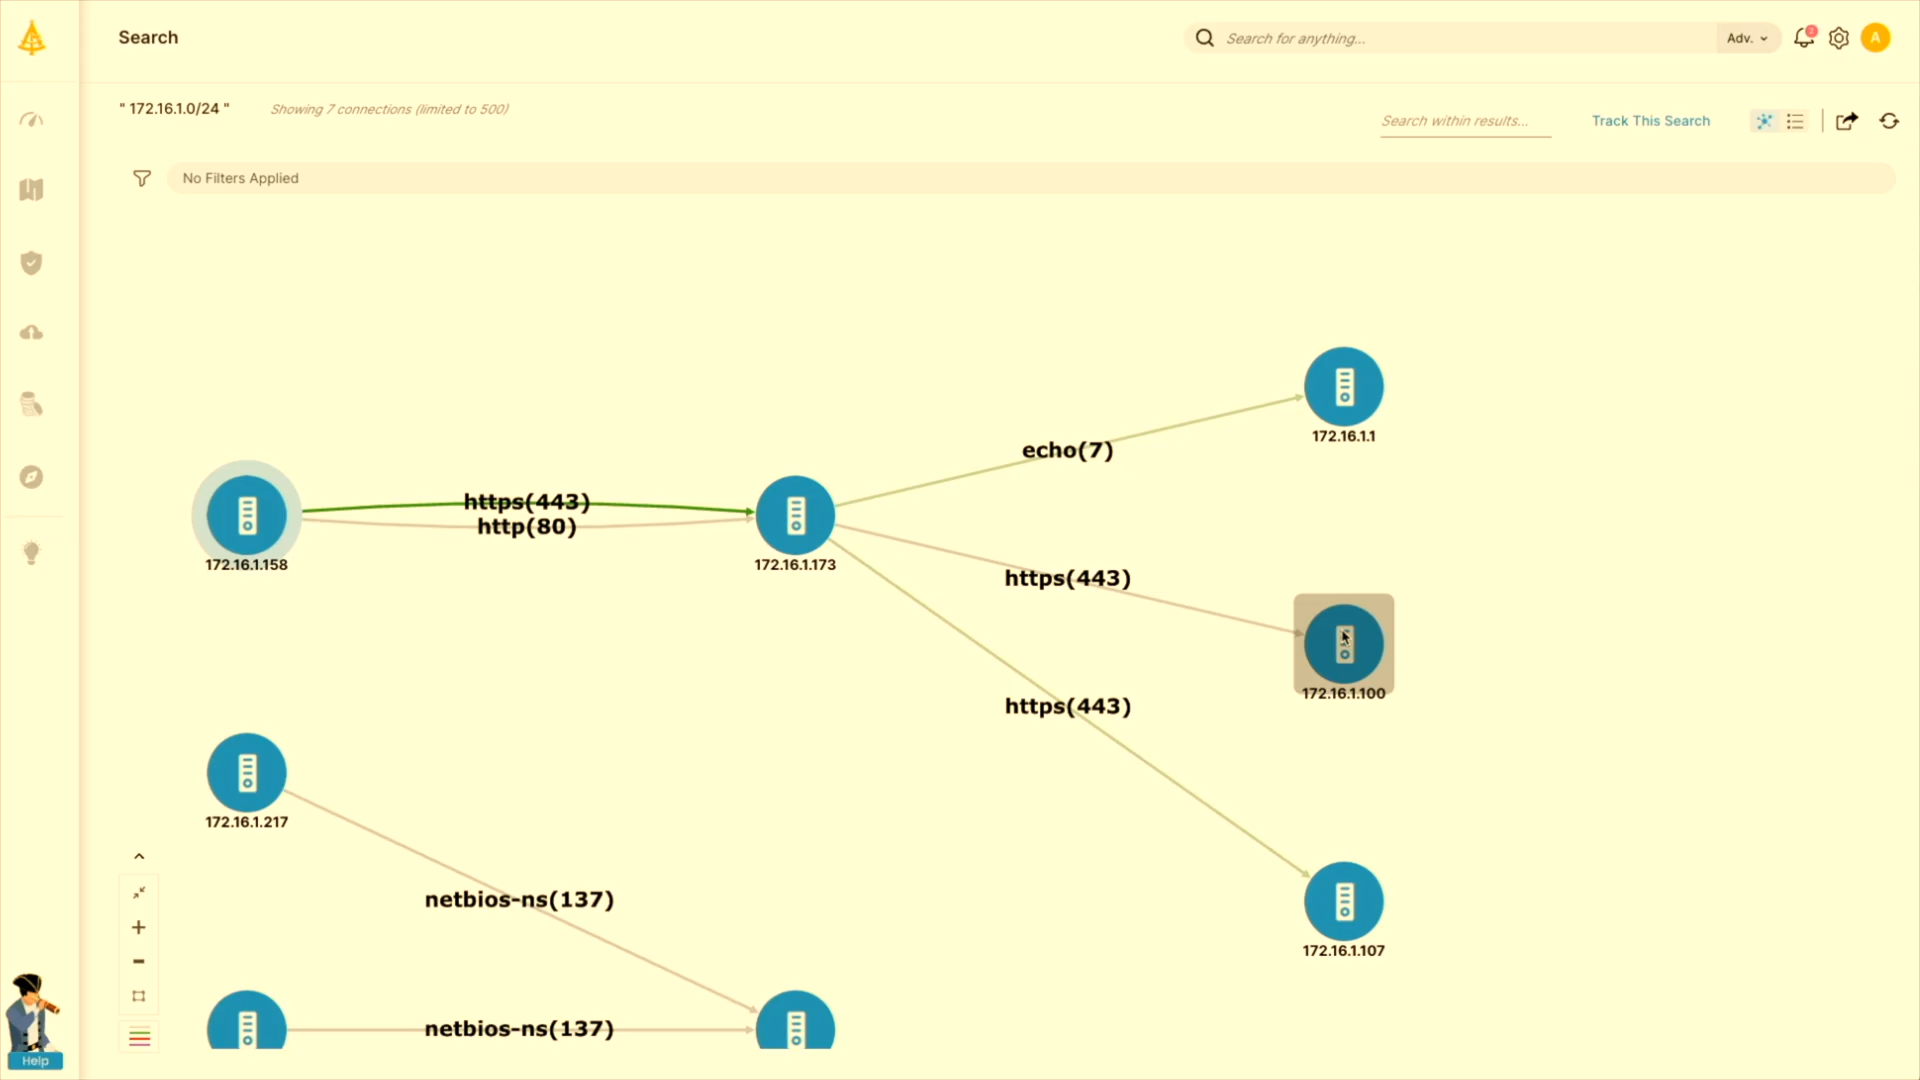 Search
Search for anything...
Adv.
2
A
" 172.16.1.0/24 "
Showing 7 connections (limited to 500)
Search within results...
Track This Search
No Filters Applied
172.16.1.1
echo(7)
https(443)
http(80)
172.16.1.158
172.16.1.173
https(443)
172.16.1.100
https(443)
172.16.1.217
netbios-ns(137)
172.16.1.107
netbios-ns(137)
Help